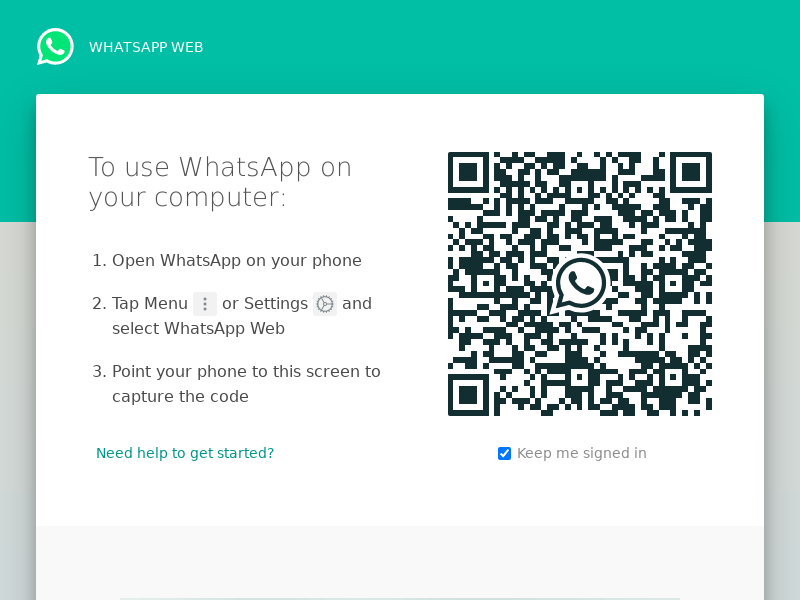 WHATSAPP WEB
To use WhatsApp on
your computer:
1. Open WhatsApp on your phone
2. Tap Menu or Settings and
select WhatsApp Web
3. Point your phone to this screen to
capture the code
Need help to get started?
Keep me signed in